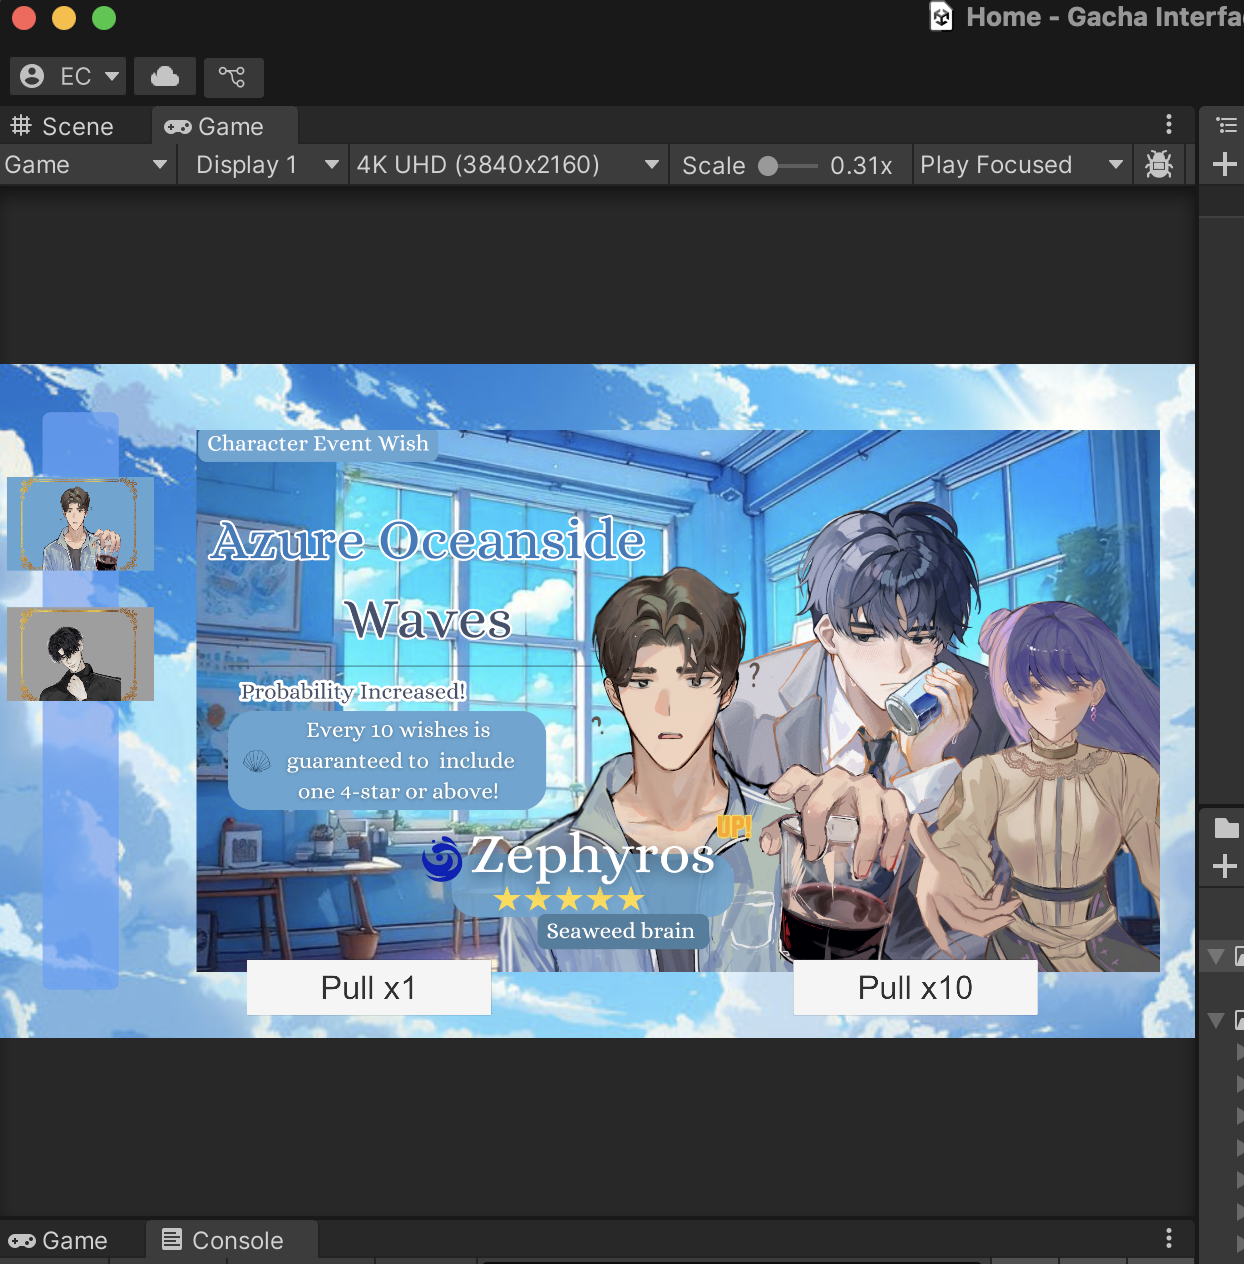 Home - Gacha Interfa
EC
Scene
Game
Game
Display 1
4K UHD (3840x2160)
Scale
0.31x
Play Focused
Character Event Wish
Azure Oceanside
Waves
Probability Increased!
Every 10 wishes is
guaranteed to include
one 4-star or above!
?
?
UP!
Zephyros
Seaweed brain
Pull x1
Pull x10
Game
Console